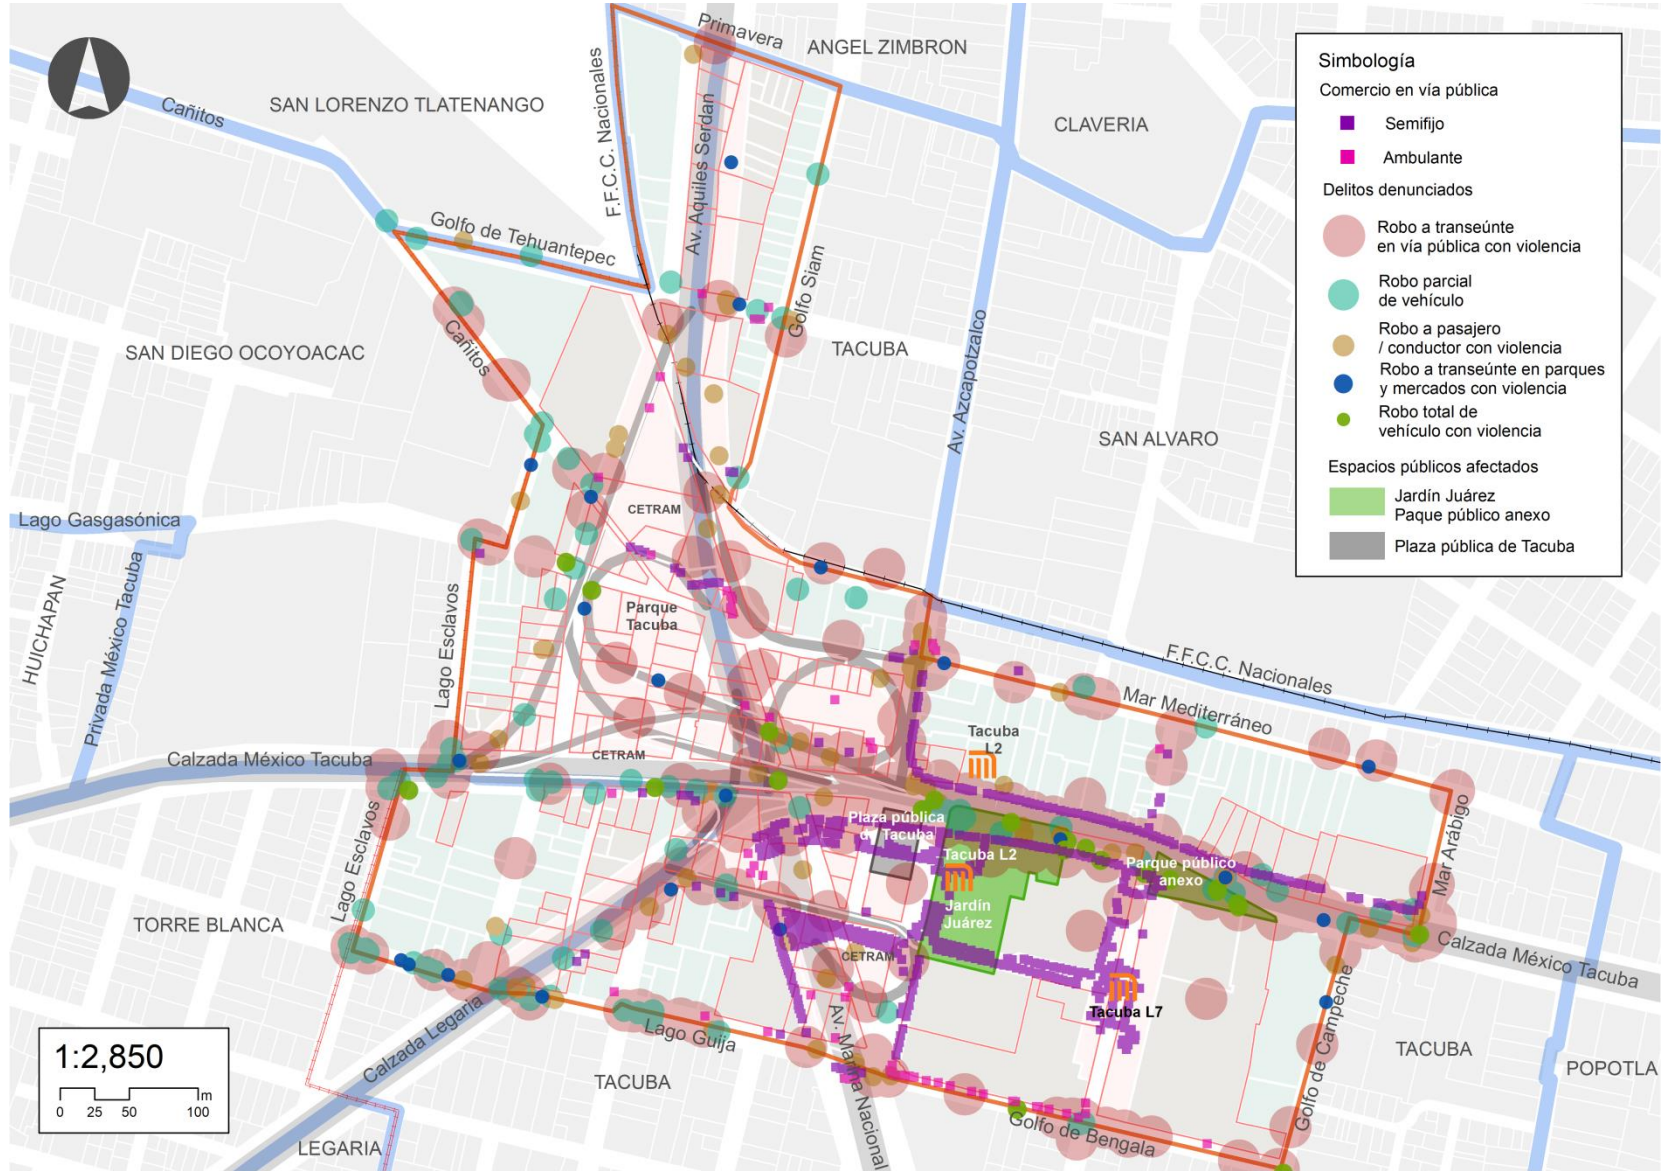 Primavera
ANGEL ZIMBRON
SAN LORENZO TLATENANGO
Cañitos
F.F.C.C. Nacionales
Av. Aquiles Serdan
CLAVERIA
Golfo de Tehuantepec
Golfo Siam
Cañitos
SAN DIEGO OCOYOACAC
TACUBA
Av. Azcapotzalco
SAN ALVARO
Lago Gasgasónica
CETRAM
HUICHAPAN
Privada México Tacuba
Lago Esclavos
Parque
Tacuba
F.F.C.C. Nacionales
Mar Mediterráneo
Tacuba
L2
Calzada México Tacuba
CETRAM
Lago Esclavos
Plaza pública
de Tacuba
Tacuba L2
Parque público
anexo
Mar Arábigo
Jardín
Juárez
TORRE BLANCA
CETRAM
Calzada México Tacuba
Tacuba L7
Calzada Legaria
Lago Guija
Av. Marina Nacional
Golfo de Campeche
TACUBA
TACUBA
POPOTLA
Golfo de Bengala
LEGARIA
Simbología
Comercio en vía pública
Semifijo
Ambulante
Delitos denunciados
Robo a transeúnte
en vía pública con violencia
Robo parcial
de vehículo
Robo a pasajero
/ conductor con violencia
Robo a transeúnte en parques
y mercados con violencia
Robo total de
vehículo con violencia
Espacios públicos afectados
Jardín Juárez
Paque público anexo
Plaza pública de Tacuba
1:2,850
0 25 50 100
m